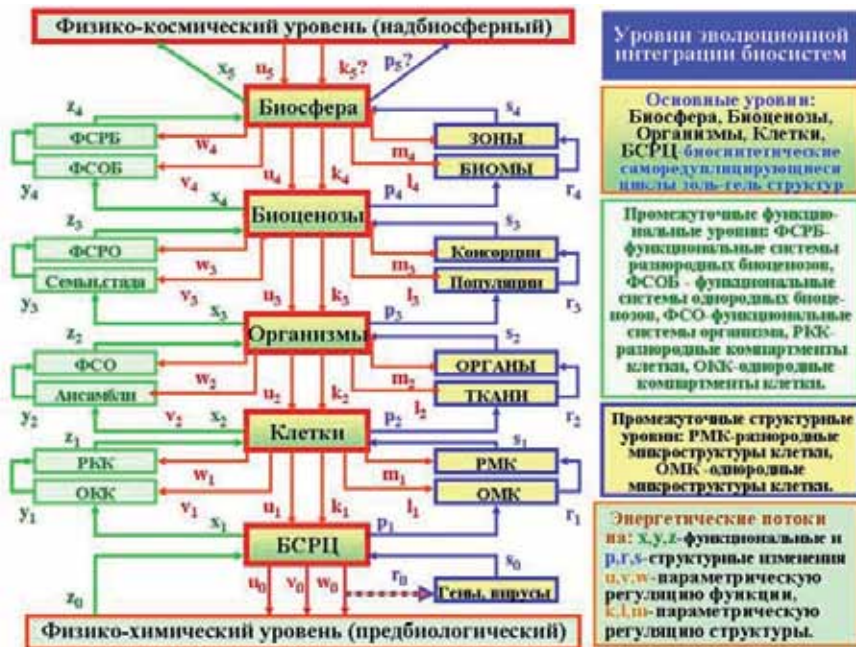 Физико-космический уровень (надбиосферный)
x5 u5 k5? p5?
Биосфера
z4 s4
ФСРБ w4 m4 ЗОНЫ
ФСОБ v4 u4 k4 l4 БИОМЫ
y4 x4 p4 r4
Биоценозы
z3 s3
ФСРО w3 m3 Консорции
Семьи,стада v3 u3 k3 l3 Популяции
y3 x3 p3 r3
Организмы
z2 s2
ФСО w2 m2 ОРГАНЫ
Ансамбли u2 k2 ТКАНИ
y2 v2 x2 p2 l2 r2
Клетки
z1 s1
РКК w1 m1 РМК
ОКК v1 u1 k1 l1 ОМК
y1 x1 p1 r1
БСРЦ
z0 u0 v0 w0 r0 s0
Гены, вирусы
Физико-химический уровень (предбиологический)
Уровни эволюционной
интеграции биосистем
Основные уровни:
Биосфера, Биоценозы,
Организмы, Клетки,
БСРЦ-биосинтетические
саморедуплицирующиеся
циклы золь-гель структур
Промежуточные функцио-
нальные уровни: ФСРБ-
функциональные системы
разнородных биоценозов,
ФСОБ - функциональные
системы однородных биоце-
нозов, ФСО-функциональные
системы организма, РКК-
разнородные компартменты
клетки, ОКК-однородные
компартменты клетки.
Промежуточные структурные
уровни: РМК-разнородные
микроструктуры клетки,
ОМК -однородные
микроструктуры клетки.
Энергетические потоки
на: x,y,z-функциональные и
p,r,s-структурные изменения
u,v,w-параметрическую
регуляцию функции,
k,l,m-параметрическую
регуляцию структуры.